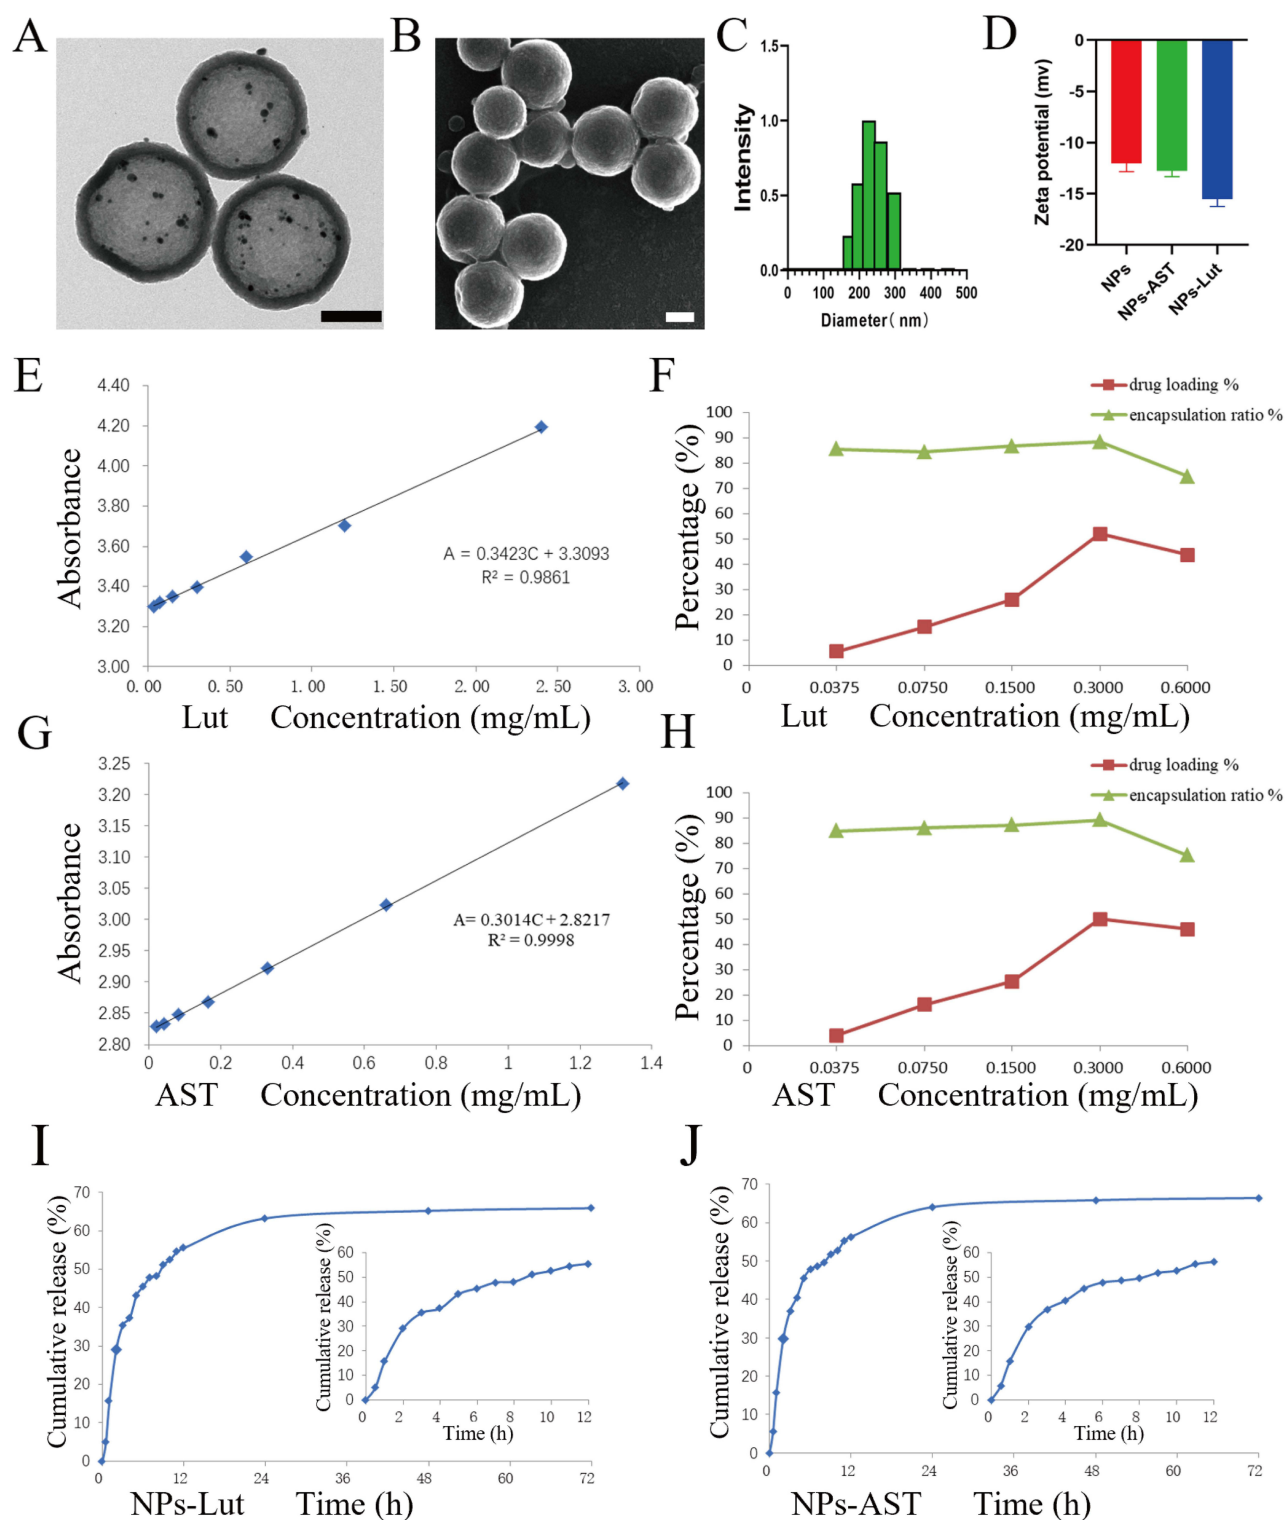 A
B
C
1.5
1.0
0.5
0.0
Intensity
0 100 200 300 400 500
Diameter( nm)
D
0
-5
-10
-15
-20
Zeta potential (mv)
NPs
NPs-AST
NPs-Lut
E
4.40
4.20
4.00
3.80
3.60
3.40
3.20
3.00
Absorbance
A = 0.3423C + 3.3093
R² = 0.9861
0. 00 0. 50 1. 00 1. 50 2. 00 2. 50 3. 00
Lut Concentration (mg/mL)
F
drug loading %
encapsulation ratio %
100
90
80
70
60
50
40
30
20
10
0
Percentage (%)
0 0.0375 0.0750 0.1500 0.3000 0.6000
Lut Concentration (mg/mL)
G
3.25
3.20
3.15
3.10
3.05
3.00
2.95
2.90
2.85
2.80
Absorbance
A= 0.3014C + 2.8217
R² = 0.9998
0 0.2 0.4 0.6 0.8 1 1.2 1.4
AST Concentration (mg/mL)
H
drug loading %
encapsulation ratio %
100
90
80
70
60
50
40
30
20
10
0
Percentage (%)
0 0.0375 0.0750 0.1500 0.3000 0.6000
AST Concentration (mg/mL)
I
70
60
50
40
30
20
10
0
Cumulative release (%)
60
50
40
30
20
10
0
Cumulative release (%)
0 2 4 6 8 10 12
Time (h)
0 12 24 36 48 60 72
NPs-Lut Time (h)
J
70
60
50
40
30
20
10
0
Cumulative release (%)
60
50
40
30
20
10
0
Cumulative release (%)
0 2 4 6 8 10 12
Time (h)
0 12 24 36 48 60 72
NPs-AST Time (h)